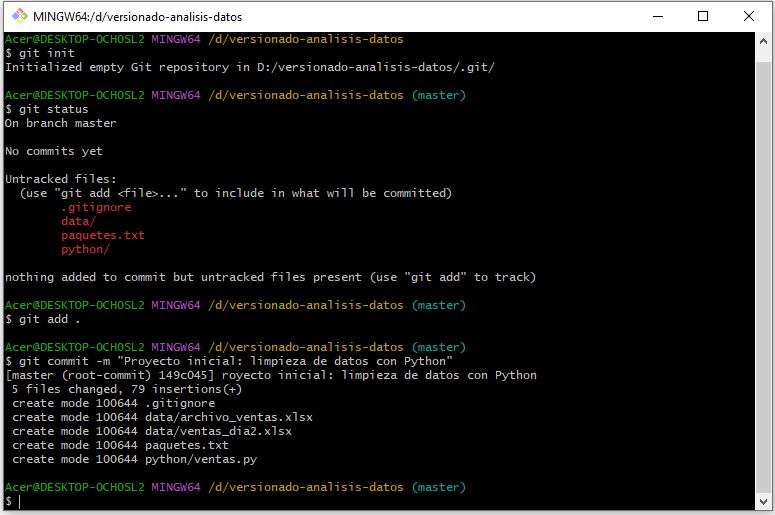 MINGW64:/d/versionado-analisis-datos
Acer@DESKTOP-OCHOSL2 MINGW64 /d/versionado-analisis-datos
$ git init
Initialized empty Git repository in D:/versionado-analisis-datos/.git/
Acer@DESKTOP-OCHOSL2 MINGW64 /d/versionado-analisis-datos (master)
$ git status
On branch master
No commits yet
Untracked files:
(use "git add <file>..." to include in what will be committed)
.gitignore
data/
paquetes.txt
python/
nothing added to commit but untracked files present (use "git add" to track)
Acer@DESKTOP-OCHOSL2 MINGW64 /d/versionado-analisis-datos (master)
$ git add .
Acer@DESKTOP-OCHOSL2 MINGW64 /d/versionado-analisis-datos (master)
$ git commit -m "Proyecto inicial: limpieza de datos con Python"
[master (root-commit) 149c045] royecto inicial: limpieza de datos con Python
5 files changed, 79 insertions(+)
create mode 100644 .gitignore
create mode 100644 data/archivo_ventas.xlsx
create mode 100644 data/ventas_dia2.xlsx
create mode 100644 paquetes.txt
create mode 100644 python/ventas.py
Acer@DESKTOP-OCHOSL2 MINGW64 /d/versionado-analisis-datos (master)
$